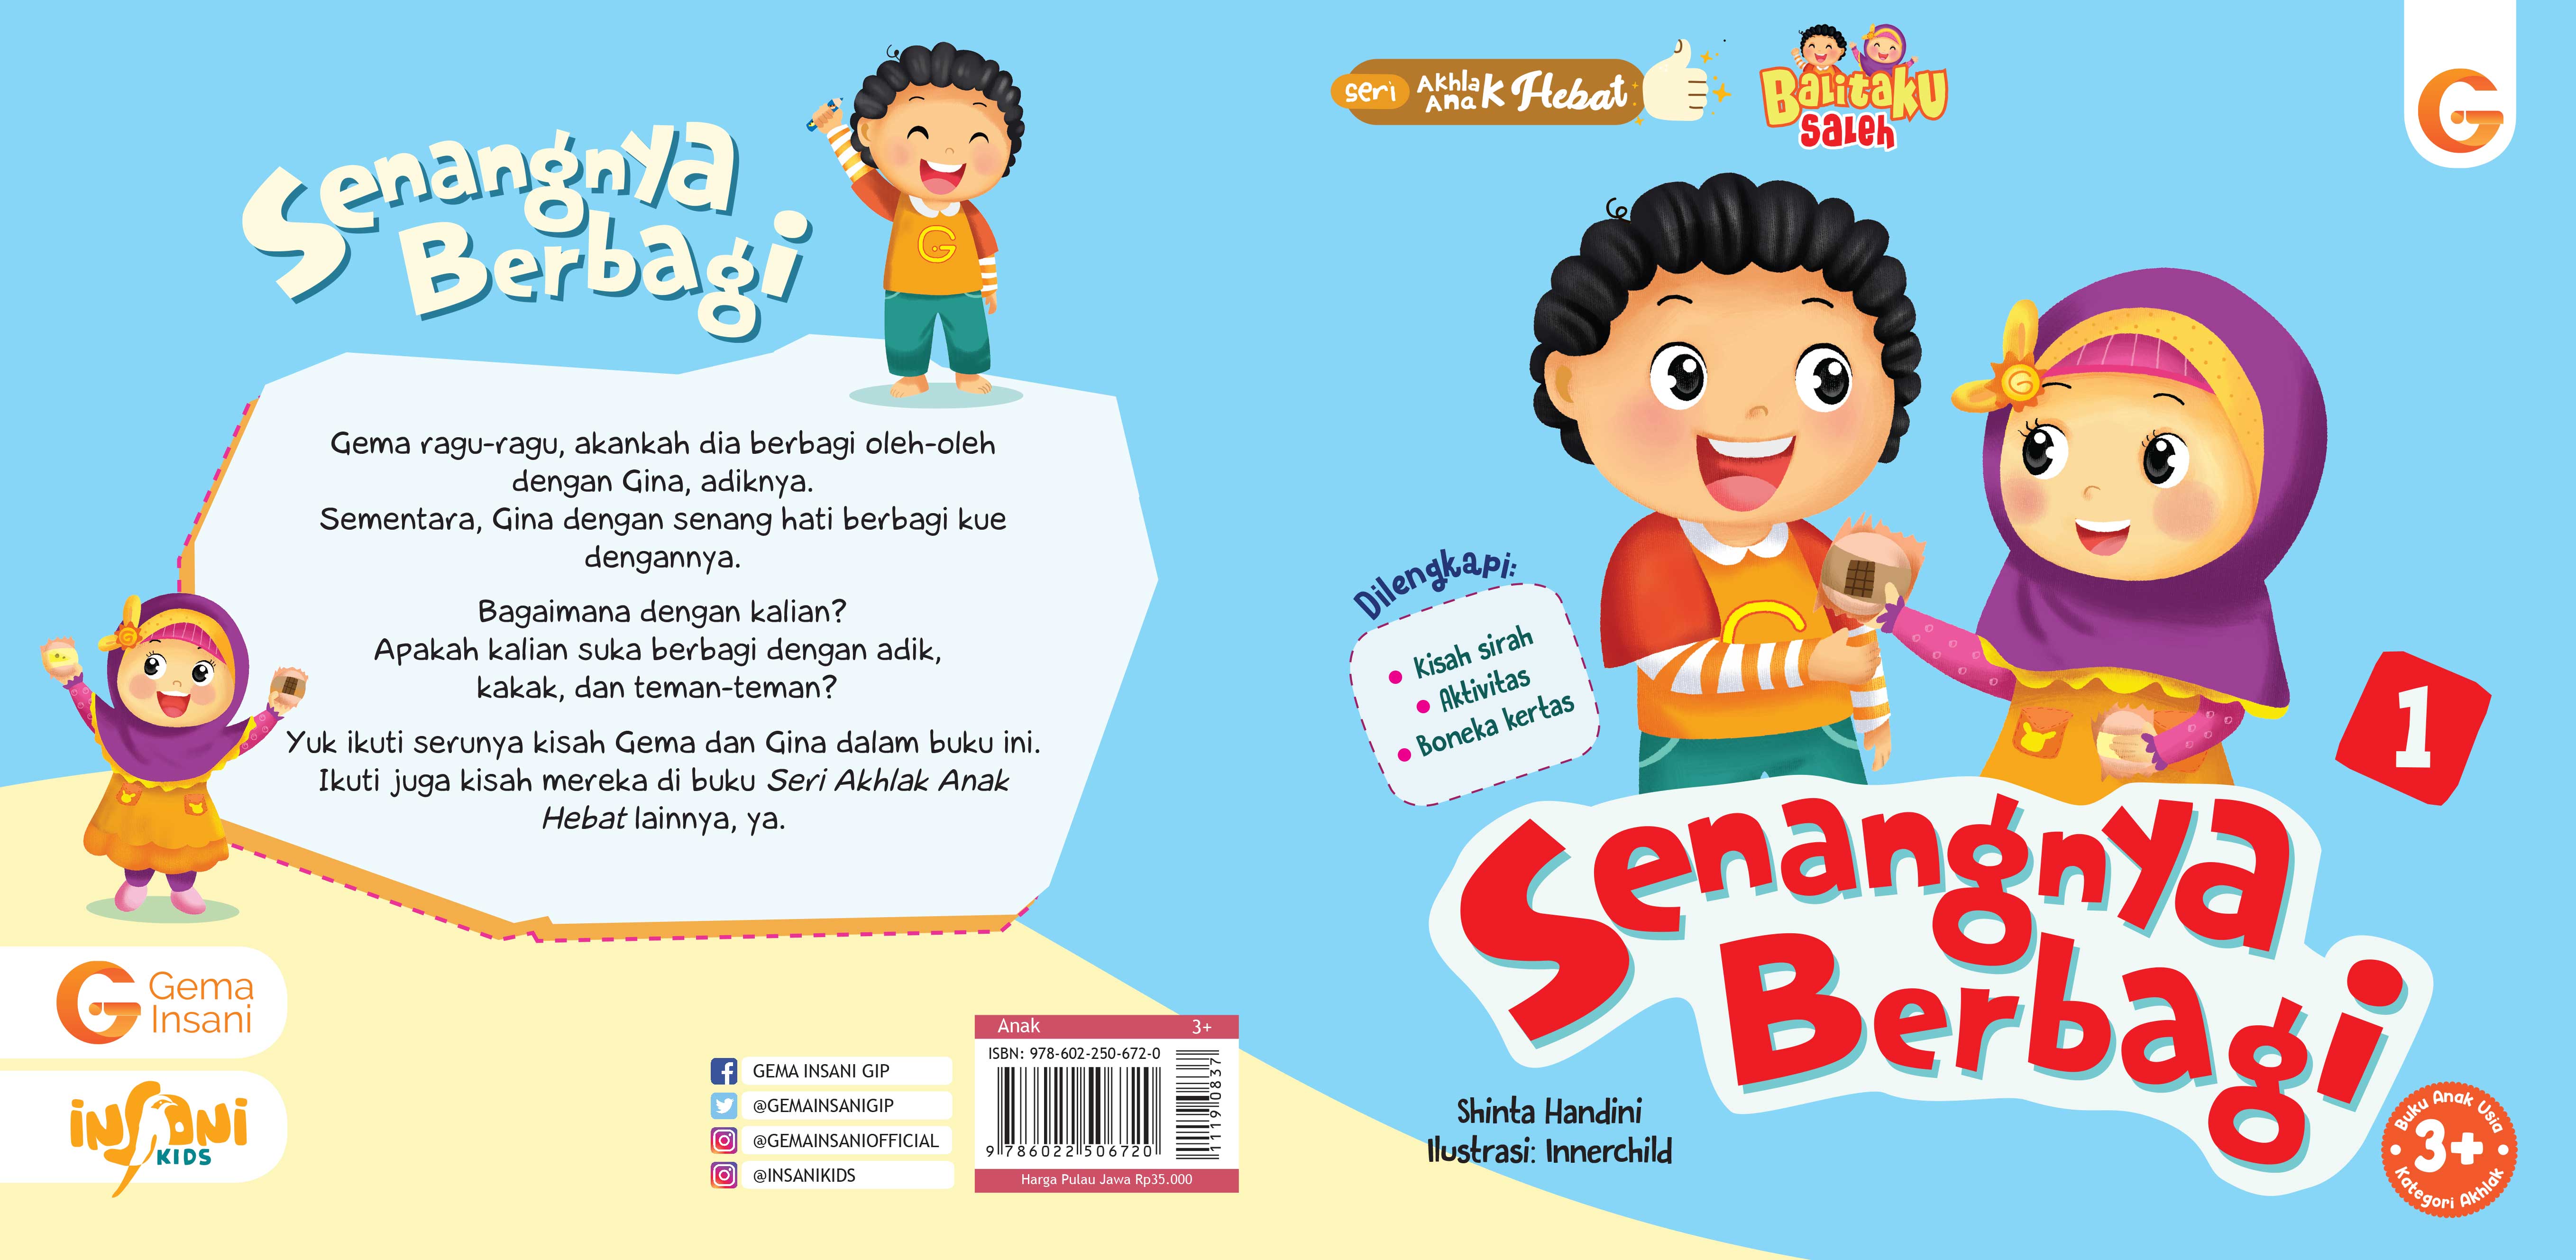 Senangnya
Berbagi
Gema ragu-ragu, akankah dia berbagi oleh-oleh
dengan Gina, adiknya.
Sementara, Gina dengan senang hati berbagi kue
dengannya.
Bagaimana dengan kalian?
Apakah kalian suka berbagi dengan adik,
kakak, dan teman-teman?
Yuk ikuti serunya kisah Gema dan Gina dalam buku ini.
Ikuti juga kisah mereka di buku Seri Akhlak Anak
Hebat lainnya, ya.
Gema
Insani
iNSANi
KIDS
GEMA INSANI GIP
@GEMAINSANIGIP
@GEMAINSANIOFFICIAL
@INSANIKIDS
Anak 3+
ISBN: 978-602-250-672-0
9 786022 506720
1119 0837
Harga Pulau Jawa Rp35.000
seri Akhlak Anak Hebat
Balitaku
Saleh
G
G
G
Dilengkapi:
Kisah sirah
Aktivitas
Boneka kertas
1
Senangnya
Berbagi
Shinta Handini
Ilustrasi: Innerchild
Buku Anak Usia
3+
Kategori Akhlak